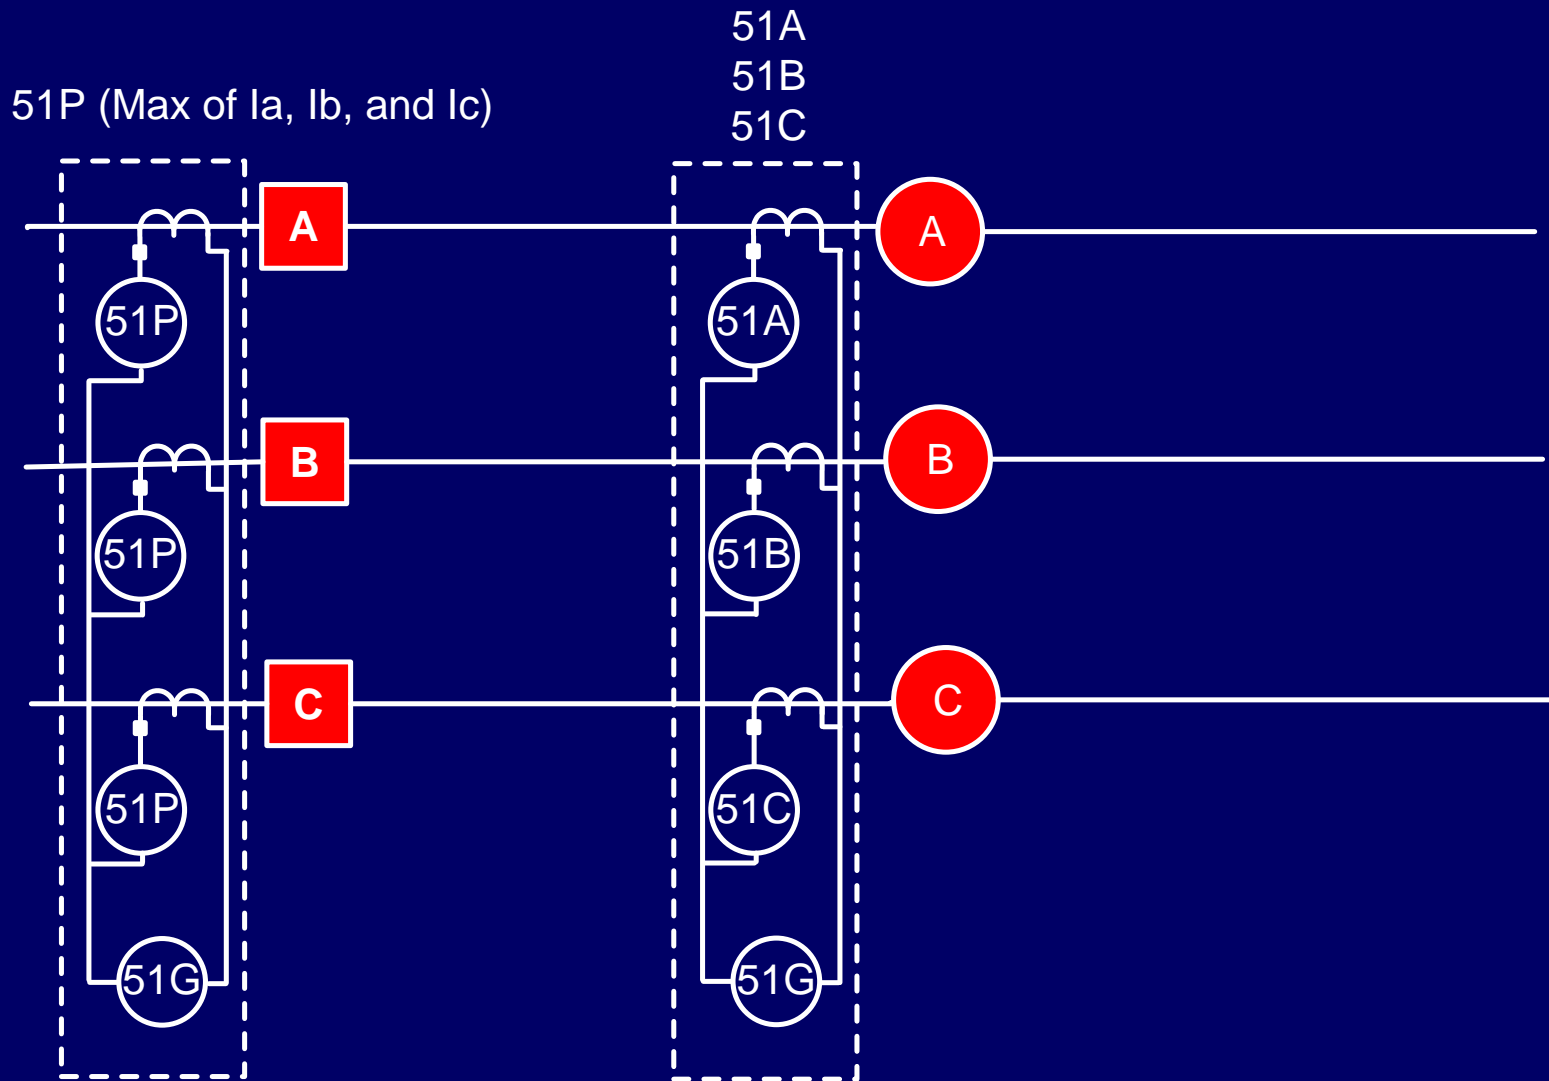 51A
51B
51C
51P (Max of Ia, Ib, and Ic)
A
A
51P
51A
B
B
51P
51B
C
C
51P
51C
51G
51G